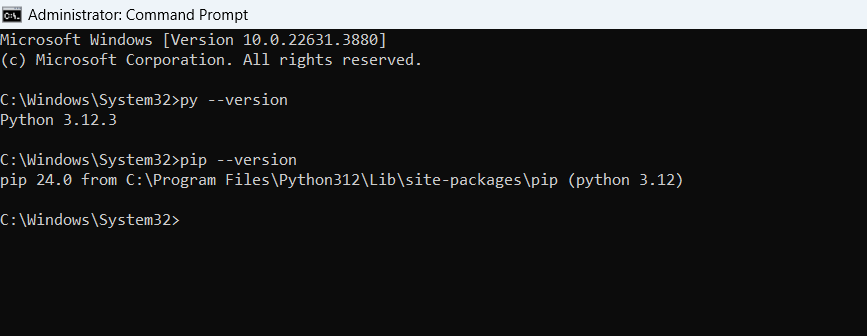 Administrator: Command Prompt
Microsoft Windows [Version 10.0.22631.3880]
(c) Microsoft Corporation. All rights reserved.
C:\Windows\System32>py --version
Python 3.12.3
C:\Windows\System32>pip --version
pip 24.0 from C:\Program Files\Python312\Lib\site-packages\pip (python 3.12)
C:\Windows\System32>